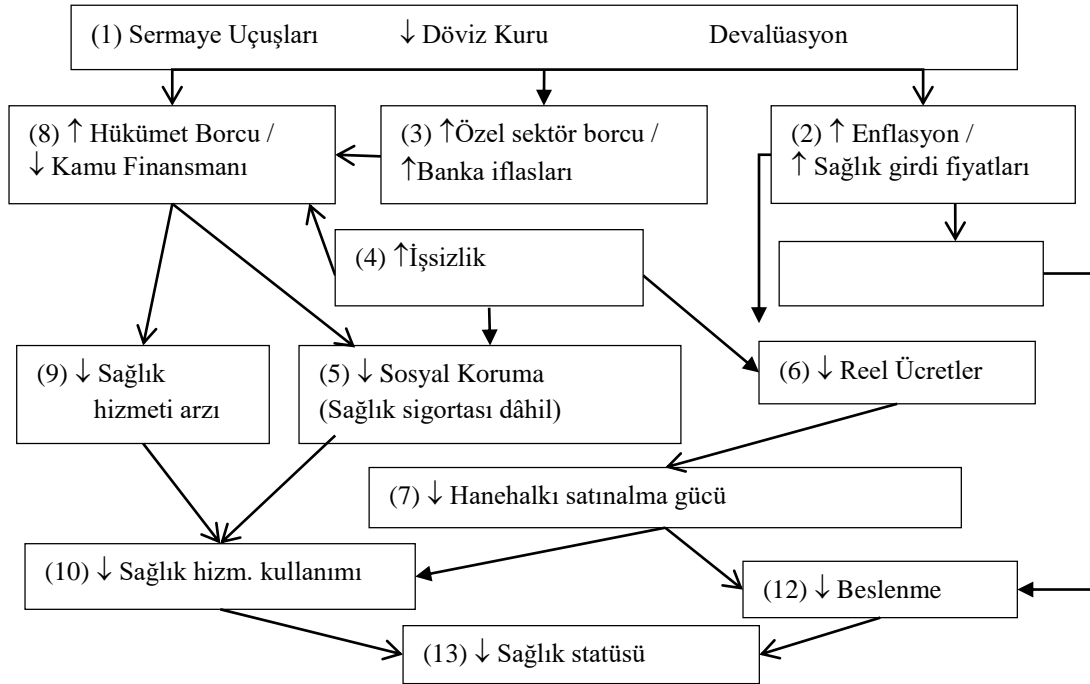 (1) Sermaye Uçuşları ↓ Döviz Kuru Devalüasyon
(8) ↑ Hükümet Borcu /
↓ Kamu Finansmanı
(3) ↑Özel sektör borcu /
↑Banka iflasları
(2) ↑ Enflasyon /
↑ Sağlık girdi fiyatları
(4) ↑İşsizlik
(9) ↓ Sağlık
hizmeti arzı
(5) ↓ Sosyal Koruma
(Sağlık sigortası dâhil)
(6) ↓ Reel Ücretler
(7) ↓ Hanehalkı satınalma gücü
(10) ↓ Sağlık hizm. kullanımı
(12) ↓ Beslenme
(13) ↓ Sağlık statüsü